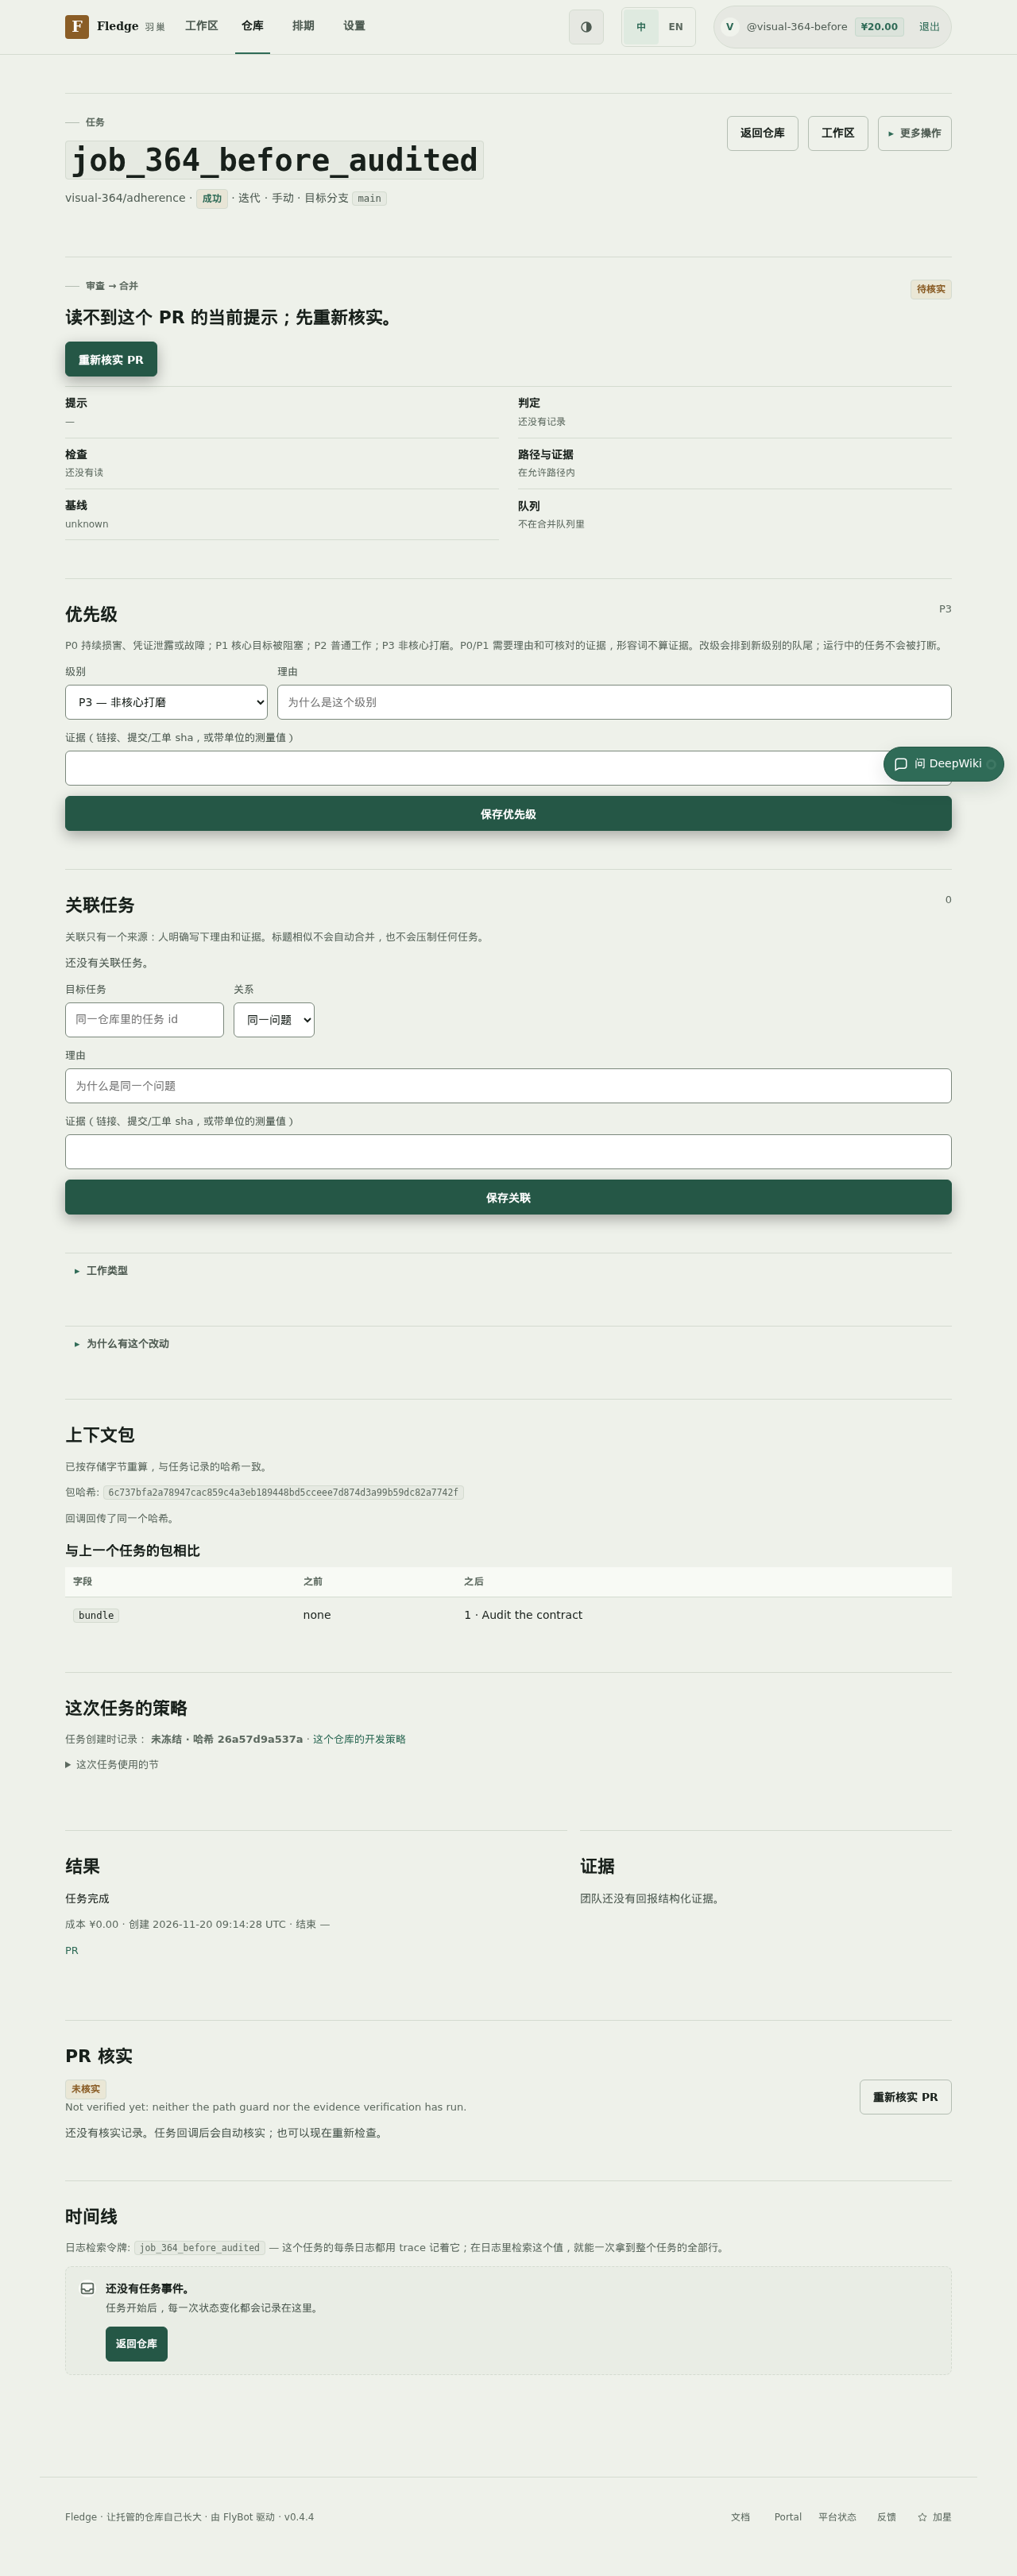 F Fledge 羽巢 工作区 仓库 排期 设置 中 EN V @visual-364-before ¥20.00 退出
任务
返回仓库 工作区 ▸ 更多操作
job_364_before_audited
visual-364/adherence · 成功 · 迭代 · 手动 · 目标分支 main
审查 → 合并
待核实
读不到这个 PR 的当前提示；先重新核实。
重新核实 PR
提示 判定
— 还没有记录
检查 路径与证据
还没有读 在允许路径内
基线 队列
unknown 不在合并队列里
优先级 P3
P0 持续损害、凭证泄露或故障；P1 核心目标被阻塞；P2 普通工作；P3 非核心打磨。P0/P1 需要理由和可核对的证据，形容词不算证据。改级会排到新级别的队尾；运行中的任务不会被打断。
级别 理由
P3 — 非核心打磨 为什么是这个级别
证据（链接、提交/工单 sha，或带单位的测量值）
问 DeepWiki
保存优先级
关联任务 0
关联只有一个来源：人明确写下理由和证据。标题相似不会自动合并，也不会压制任何任务。
还没有关联任务。
目标任务 关系
同一仓库里的任务 id 同一问题
理由
为什么是同一个问题
证据（链接、提交/工单 sha，或带单位的测量值）
保存关联
▸ 工作类型
▸ 为什么有这个改动
上下文包
已按存储字节重算，与任务记录的哈希一致。
包哈希: 6c737bfa2a78947cac859c4a3eb189448bd5cceee7d874d3a99b59dc82a7742f
回调回传了同一个哈希。
与上一个任务的包相比
字段 之前 之后
bundle none 1 · Audit the contract
这次任务的策略
任务创建时记录： 未冻结 · 哈希 26a57d9a537a · 这个仓库的开发策略
▶ 这次任务使用的节
结果 证据
任务完成 团队还没有回报结构化证据。
成本 ¥0.00 · 创建 2026-11-20 09:14:28 UTC · 结束 —
PR
PR 核实
未核实
重新核实 PR
Not verified yet: neither the path guard nor the evidence verification has run.
还没有核实记录。任务回调后会自动核实；也可以现在重新检查。
时间线
日志检索令牌: job_364_before_audited — 这个任务的每条日志都用 trace 记着它；在日志里检索这个值，就能一次拿到整个任务的全部行。
还没有任务事件。
任务开始后，每一次状态变化都会记录在这里。
返回仓库
Fledge · 让托管的仓库自己长大 · 由 FlyBot 驱动 · v0.4.4 文档 Portal 平台状态 反馈 加星